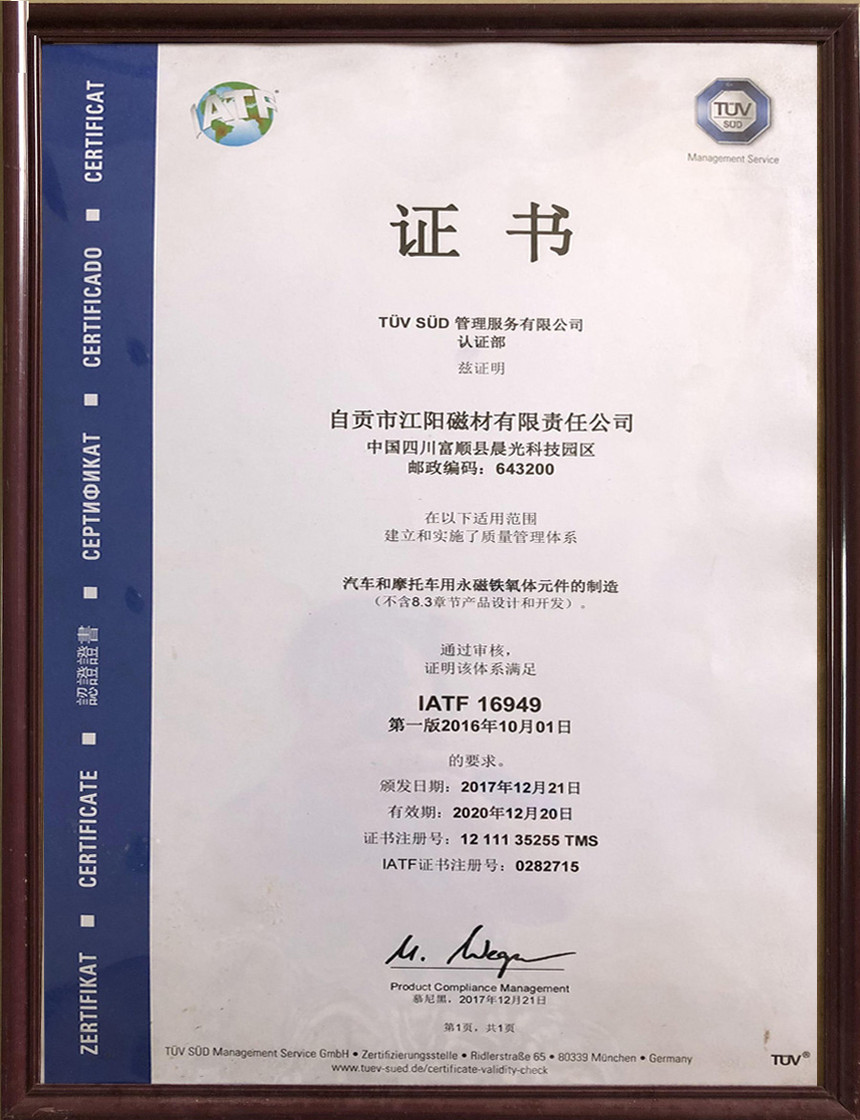 ZERTIFIKAT ■ CERTIFICATE ■ 認證證書 ■ СЕРТИФИКАТ ■ CERTIFICADO ■ CERTIFICAT
IATF
TÜV
SÜD
Management Service
证 书
TÜV SÜD 管理服务有限公司
认证部
兹证明
自贡市江阳磁材有限责任公司
中国四川富顺县晨光科技园区
邮政编码：643200
在以下适用范围
建立和实施了质量管理体系
汽车和摩托车用永磁铁氧体元件的制造
（不含8.3章节产品设计和开发）。
通过审核，
证明该体系满足
IATF 16949
第一版2016年10月01日
的要求。
颁发日期：2017年12月21日
有效期：2020年12月20日
证书注册号：12 111 35255 TMS
IATF证书注册号：0282715
Product Compliance Management
慕尼黑，2017年12月21日
第1页，共1页
TÜV SÜD Management Service GmbH • Zertifizierungsstelle • Ridlerstraße 65 • 80339 München • Germany
www.tuev-sued.de/certificate-validity-check
TÜV®